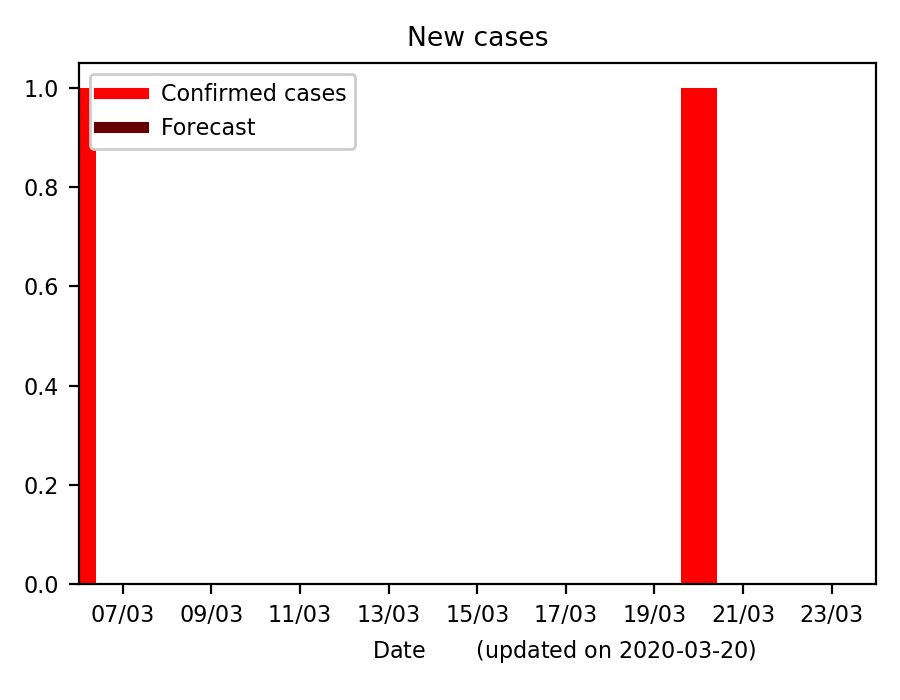 New cases
Confirmed cases
Forecast
1.0
0.8
0.6
0.4
0.2
0.0
07/03 09/03 11/03 13/03 15/03 17/03 19/03 21/03 23/03
Date (updated on 2020-03-20)